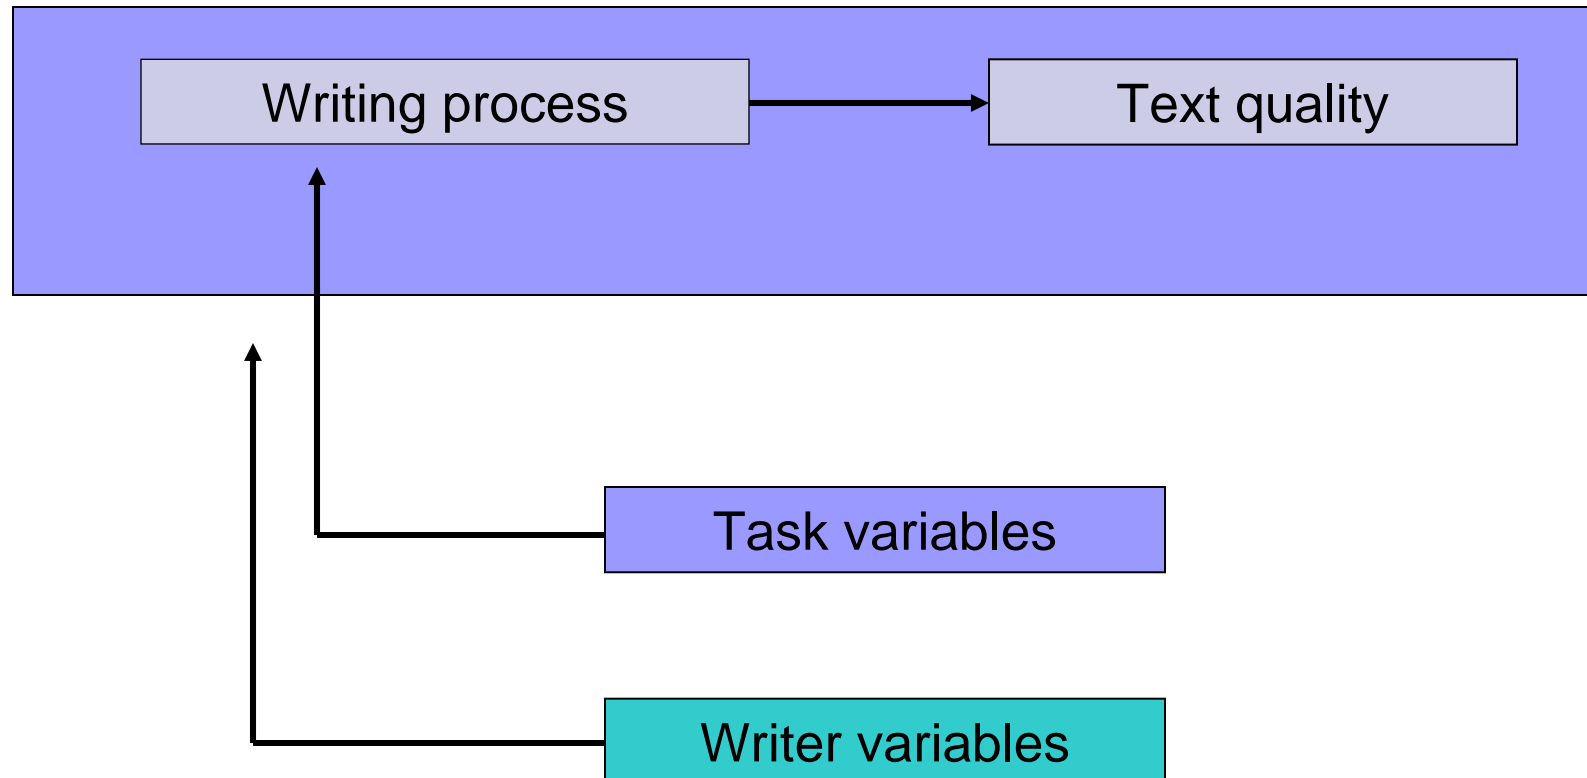 Writing process
Text quality
Task variables
Writer variables